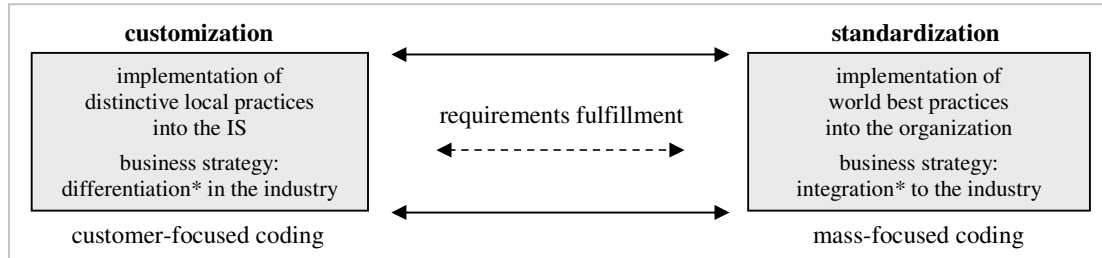 customization
implementation of
distinctive local practices
into the IS
business strategy:
differentiation* in the industry
customer-focused coding
requirements fulfillment
standardization
implementation of
world best practices
into the organization
business strategy:
integration* to the industry
mass-focused coding